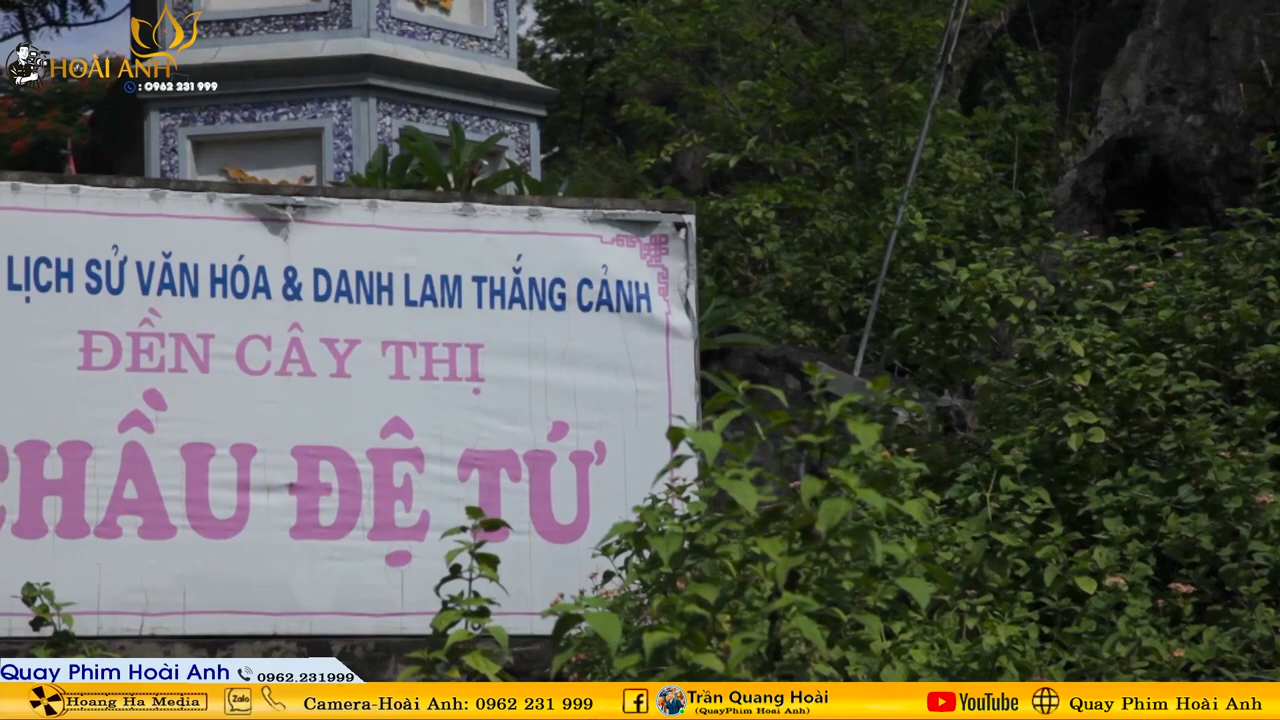 HOÀI ANH
: 0962 231 999
LỊCH SỬ VĂN HÓA & DANH LAM THẮNG CẢNH
ĐỀN CÂY THỊ
CHẦU ĐỆ TỨ
Quay Phim Hoài Anh 0962.231999
Hoang Ha Media
Zalo
Camera-Hoài Anh: 0962 231 999
Trần Quang Hoài
(QuayPhim Hoai Anh)
YouTube
Quay Phim Hoài Anh